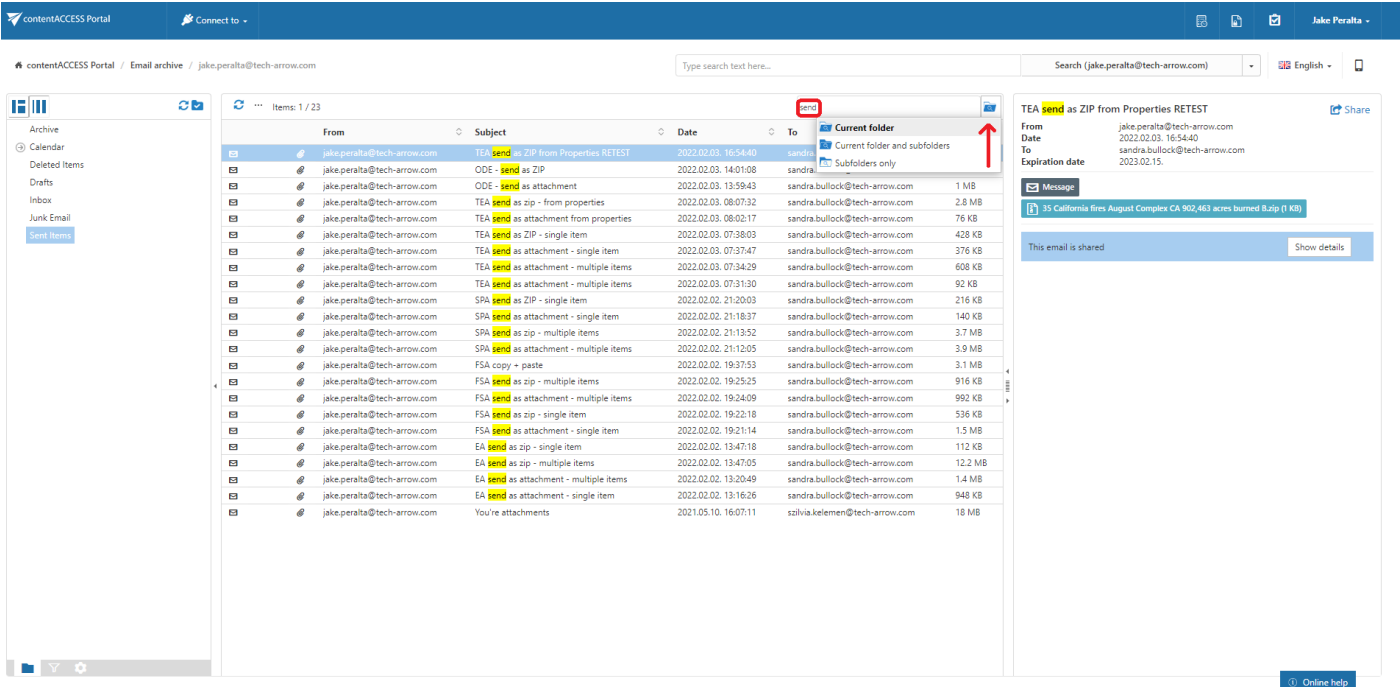 contentACCESS Portal Connect to Jake Peralta
contentACCESS Portal / Email archive / jake.peralta@tech-arrow.com Type search text here... Search (jake.peralta@tech-arrow.com) English
Archive
Calendar
Deleted Items
Drafts
Inbox
Junk Email
Sent Items
··· Items: 1 / 23 send
Current folder
Current folder and subfolders
Subfolders only
From Subject Date To
jake.peralta@tech-arrow.com TEA send as ZIP from Properties RETEST 2022.02.03. 16:54:40 sandra.
jake.peralta@tech-arrow.com ODE - send as ZIP 2022.02.03. 14:01:08 sandra.
jake.peralta@tech-arrow.com ODE - send as attachment 2022.02.03. 13:59:43 sandra.bullock@tech-arrow.com 1 MB
jake.peralta@tech-arrow.com TEA send as zip - from properties 2022.02.03. 08:07:32 sandra.bullock@tech-arrow.com 2.8 MB
jake.peralta@tech-arrow.com TEA send as attachment from properties 2022.02.03. 08:02:17 sandra.bullock@tech-arrow.com 76 KB
jake.peralta@tech-arrow.com TEA send as ZIP - single item 2022.02.03. 07:38:03 sandra.bullock@tech-arrow.com 428 KB
jake.peralta@tech-arrow.com TEA send as attachment - single item 2022.02.03. 07:37:47 sandra.bullock@tech-arrow.com 376 KB
jake.peralta@tech-arrow.com TEA send as attachment - multiple items 2022.02.03. 07:34:29 sandra.bullock@tech-arrow.com 608 KB
jake.peralta@tech-arrow.com TEA send as attachment - multiple items 2022.02.03. 07:31:30 sandra.bullock@tech-arrow.com 92 KB
jake.peralta@tech-arrow.com SPA send as ZIP - single item 2022.02.02. 21:20:03 sandra.bullock@tech-arrow.com 216 KB
jake.peralta@tech-arrow.com SPA send as attachment - single item 2022.02.02. 21:18:37 sandra.bullock@tech-arrow.com 140 KB
jake.peralta@tech-arrow.com SPA send as zip - multiple items 2022.02.02. 21:13:52 sandra.bullock@tech-arrow.com 3.7 MB
jake.peralta@tech-arrow.com SPA send as attachment - multiple items 2022.02.02. 21:12:05 sandra.bullock@tech-arrow.com 3.9 MB
jake.peralta@tech-arrow.com FSA copy + paste 2022.02.02. 19:37:53 sandra.bullock@tech-arrow.com 3.1 MB
jake.peralta@tech-arrow.com FSA send as zip - multiple items 2022.02.02. 19:25:25 sandra.bullock@tech-arrow.com 916 KB
jake.peralta@tech-arrow.com FSA send as attachment - multiple items 2022.02.02. 19:24:09 sandra.bullock@tech-arrow.com 992 KB
jake.peralta@tech-arrow.com FSA send as zip - single item 2022.02.02. 19:22:18 sandra.bullock@tech-arrow.com 536 KB
jake.peralta@tech-arrow.com FSA send as attachment - single item 2022.02.02. 19:21:14 sandra.bullock@tech-arrow.com 1.5 MB
jake.peralta@tech-arrow.com EA send as zip - single item 2022.02.02. 13:47:18 sandra.bullock@tech-arrow.com 112 KB
jake.peralta@tech-arrow.com EA send as zip - multiple items 2022.02.02. 13:47:05 sandra.bullock@tech-arrow.com 12.2 MB
jake.peralta@tech-arrow.com EA send as attachment - multiple items 2022.02.02. 13:20:49 sandra.bullock@tech-arrow.com 1.4 MB
jake.peralta@tech-arrow.com EA send as attachment - single item 2022.02.02. 13:16:26 sandra.bullock@tech-arrow.com 948 KB
jake.peralta@tech-arrow.com You're attachments 2021.05.10. 16:07:11 szilvia.kelemen@tech-arrow.com 18 MB
TEA send as ZIP from Properties RETEST Share
From jake.peralta@tech-arrow.com
Date 2022.02.03. 16:54:40
To sandra.bullock@tech-arrow.com
Expiration date 2023.02.15.
Message
35 California fires August Complex CA 902,463 acres burned B.zip (1 KB)
This email is shared Show details
Online help